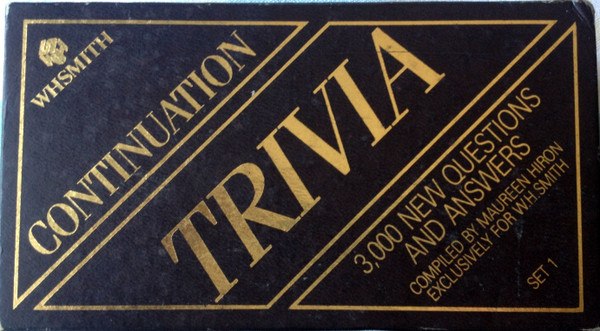 WHSMITH
CONTINUATION
TRIVIA
3,000 NEW QUESTIONS
AND ANSWERS
COMPILED BY MAUREEN HIRON
EXCLUSIVELY FOR W.H.SMITH
SET 1